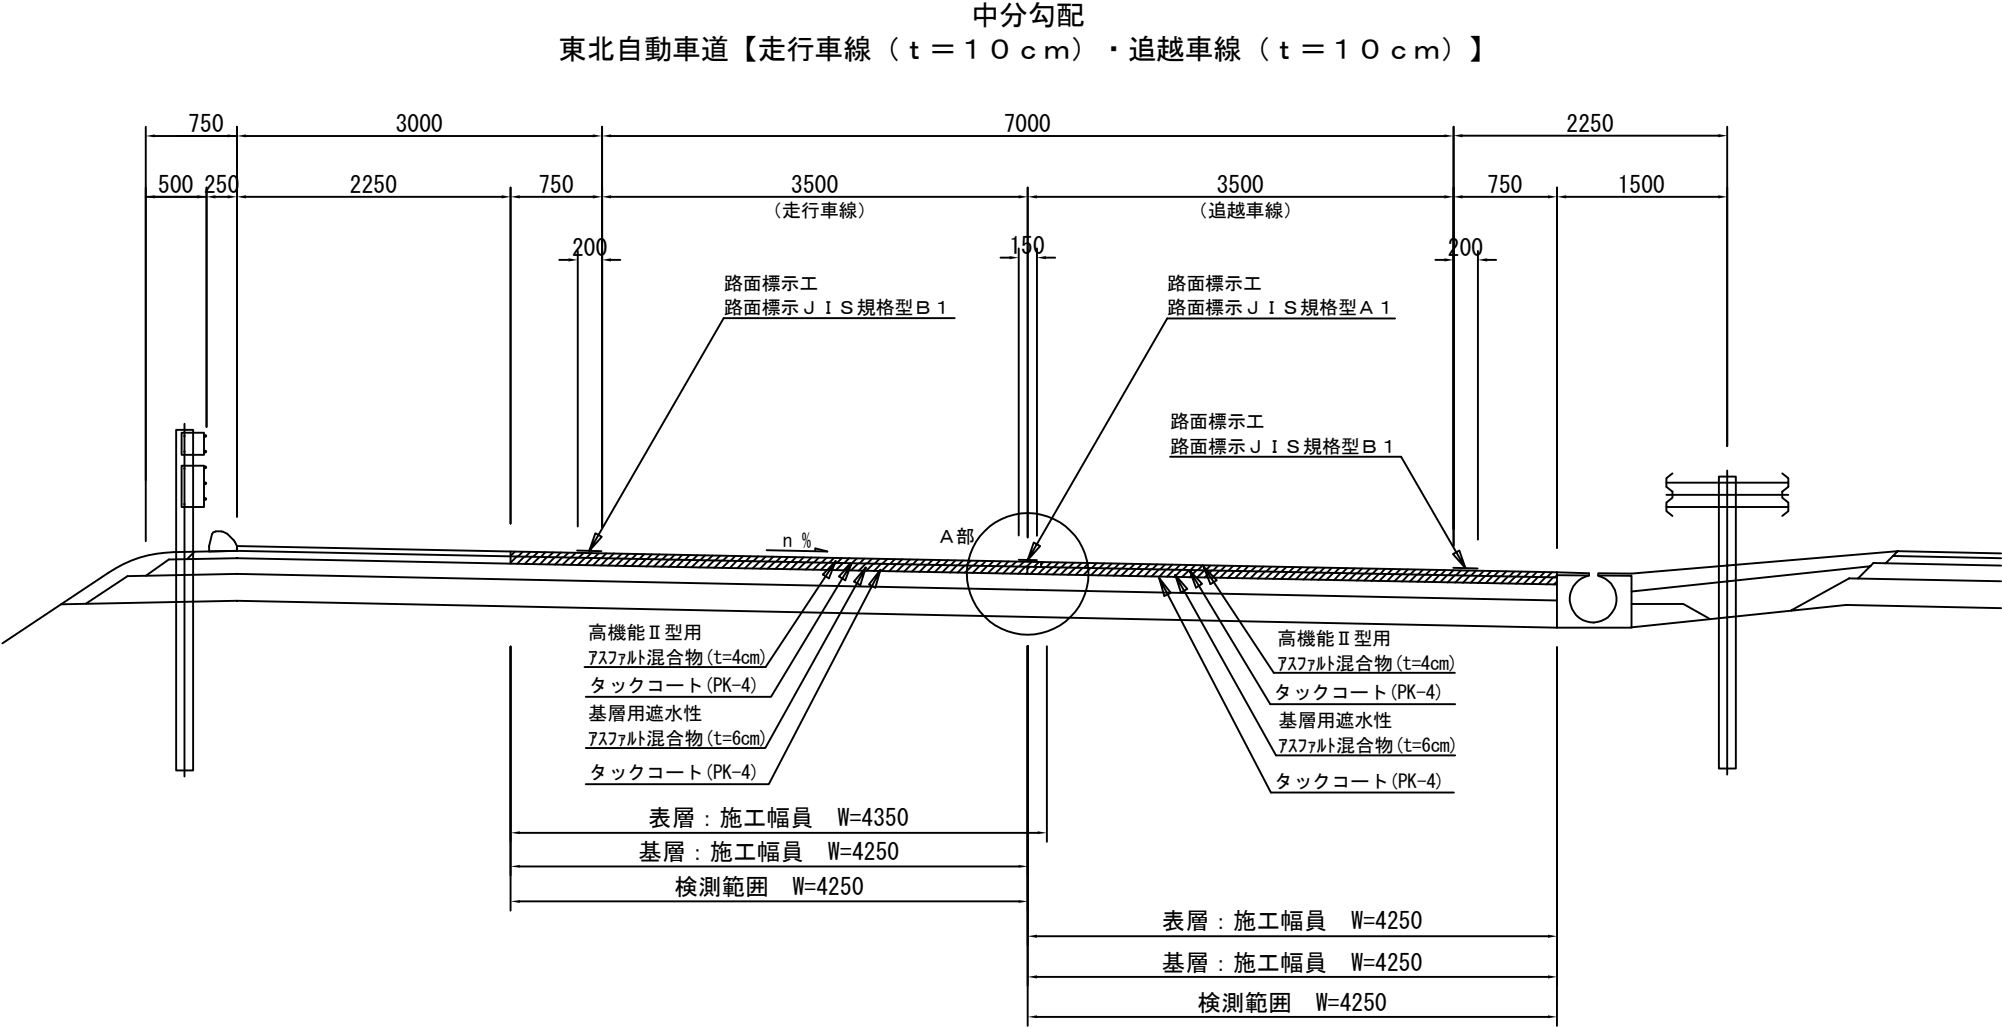 中分勾配
東北自動車道【走行車線（ｔ＝１０ｃｍ）・追越車線（ｔ＝１０ｃｍ）】
750
3000
7000
2250
500
250
2250
750
3500
3500
750
1500
（走行車線）
（追越車線）
200
150
200
路面標示工
路面標示ＪＩＳ規格型Ｂ１
路面標示工
路面標示ＪＩＳ規格型Ａ１
路面標示工
路面標示ＪＩＳ規格型Ｂ１
n %
Ａ部
高機能Ⅱ型用
ｱｽﾌｧﾙﾄ混合物(t=4cm)
タックコート(PK-4)
基層用遮水性
ｱｽﾌｧﾙﾄ混合物(t=6cm)
タックコート(PK-4)
高機能Ⅱ型用
ｱｽﾌｧﾙﾄ混合物(t=4cm)
タックコート(PK-4)
基層用遮水性
ｱｽﾌｧﾙﾄ混合物(t=6cm)
タックコート(PK-4)
表層：施工幅員　W=4350
基層：施工幅員　W=4250
検測範囲　W=4250
表層：施工幅員　W=4250
基層：施工幅員　W=4250
検測範囲　W=4250